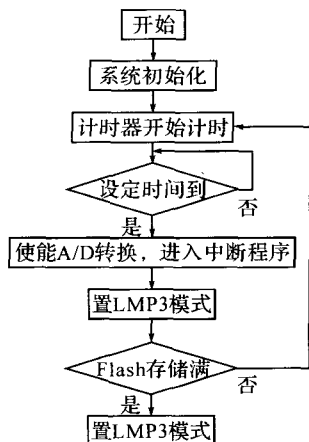 开始
系统初始化
计时器开始计时
设定时间到
否
是
使能A/D转换，进入中断程序
置LMP3模式
Flash存储满
否
是
置LMP3模式